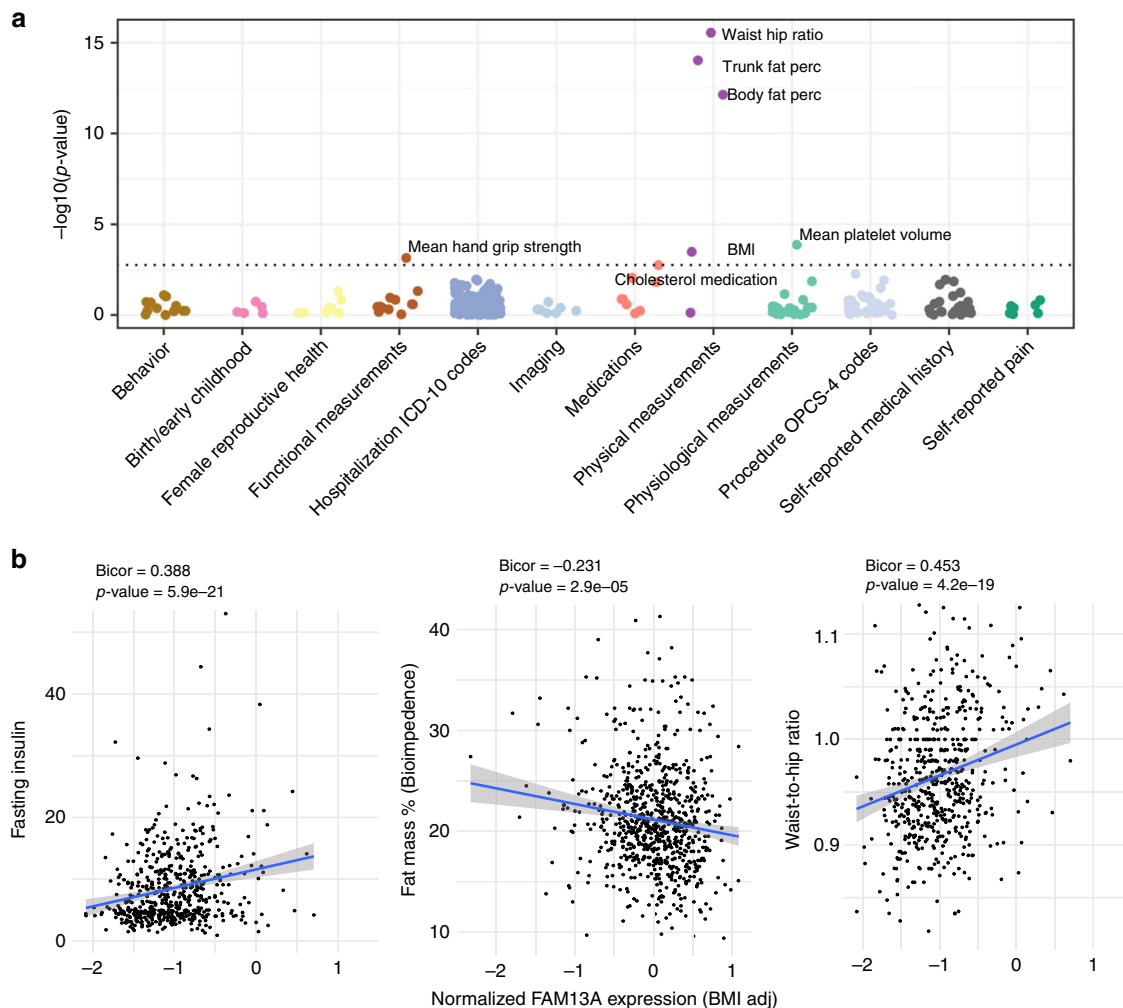 a
15
10
5
0
–log10(p-value)
Waist hip ratio
Trunk fat perc
Body fat perc
Mean hand grip strength
BMI
Mean platelet volume
Cholesterol medication
Behavior
Birth/early childhood
Female reproductive health
Functional measurements
Hospitalization ICD-10 codes
Imaging
Medications
Physical measurements
Physiological measurements
Procedure OPCS-4 codes
Self-reported medical history
Self-reported pain
b
Bicor = 0.388
p-value = 5.9e–21
Fasting insulin
40
20
0
–2 –1 0 1
Bicor = –0.231
p-value = 2.9e–05
Fat mass % (Bioimpedence)
40
30
20
10
–2 –1 0 1
Bicor = 0.453
p-value = 4.2e–19
Waist-to-hip ratio
1.1
1.0
0.9
–2 –1 0 1
Normalized FAM13A expression (BMI adj)